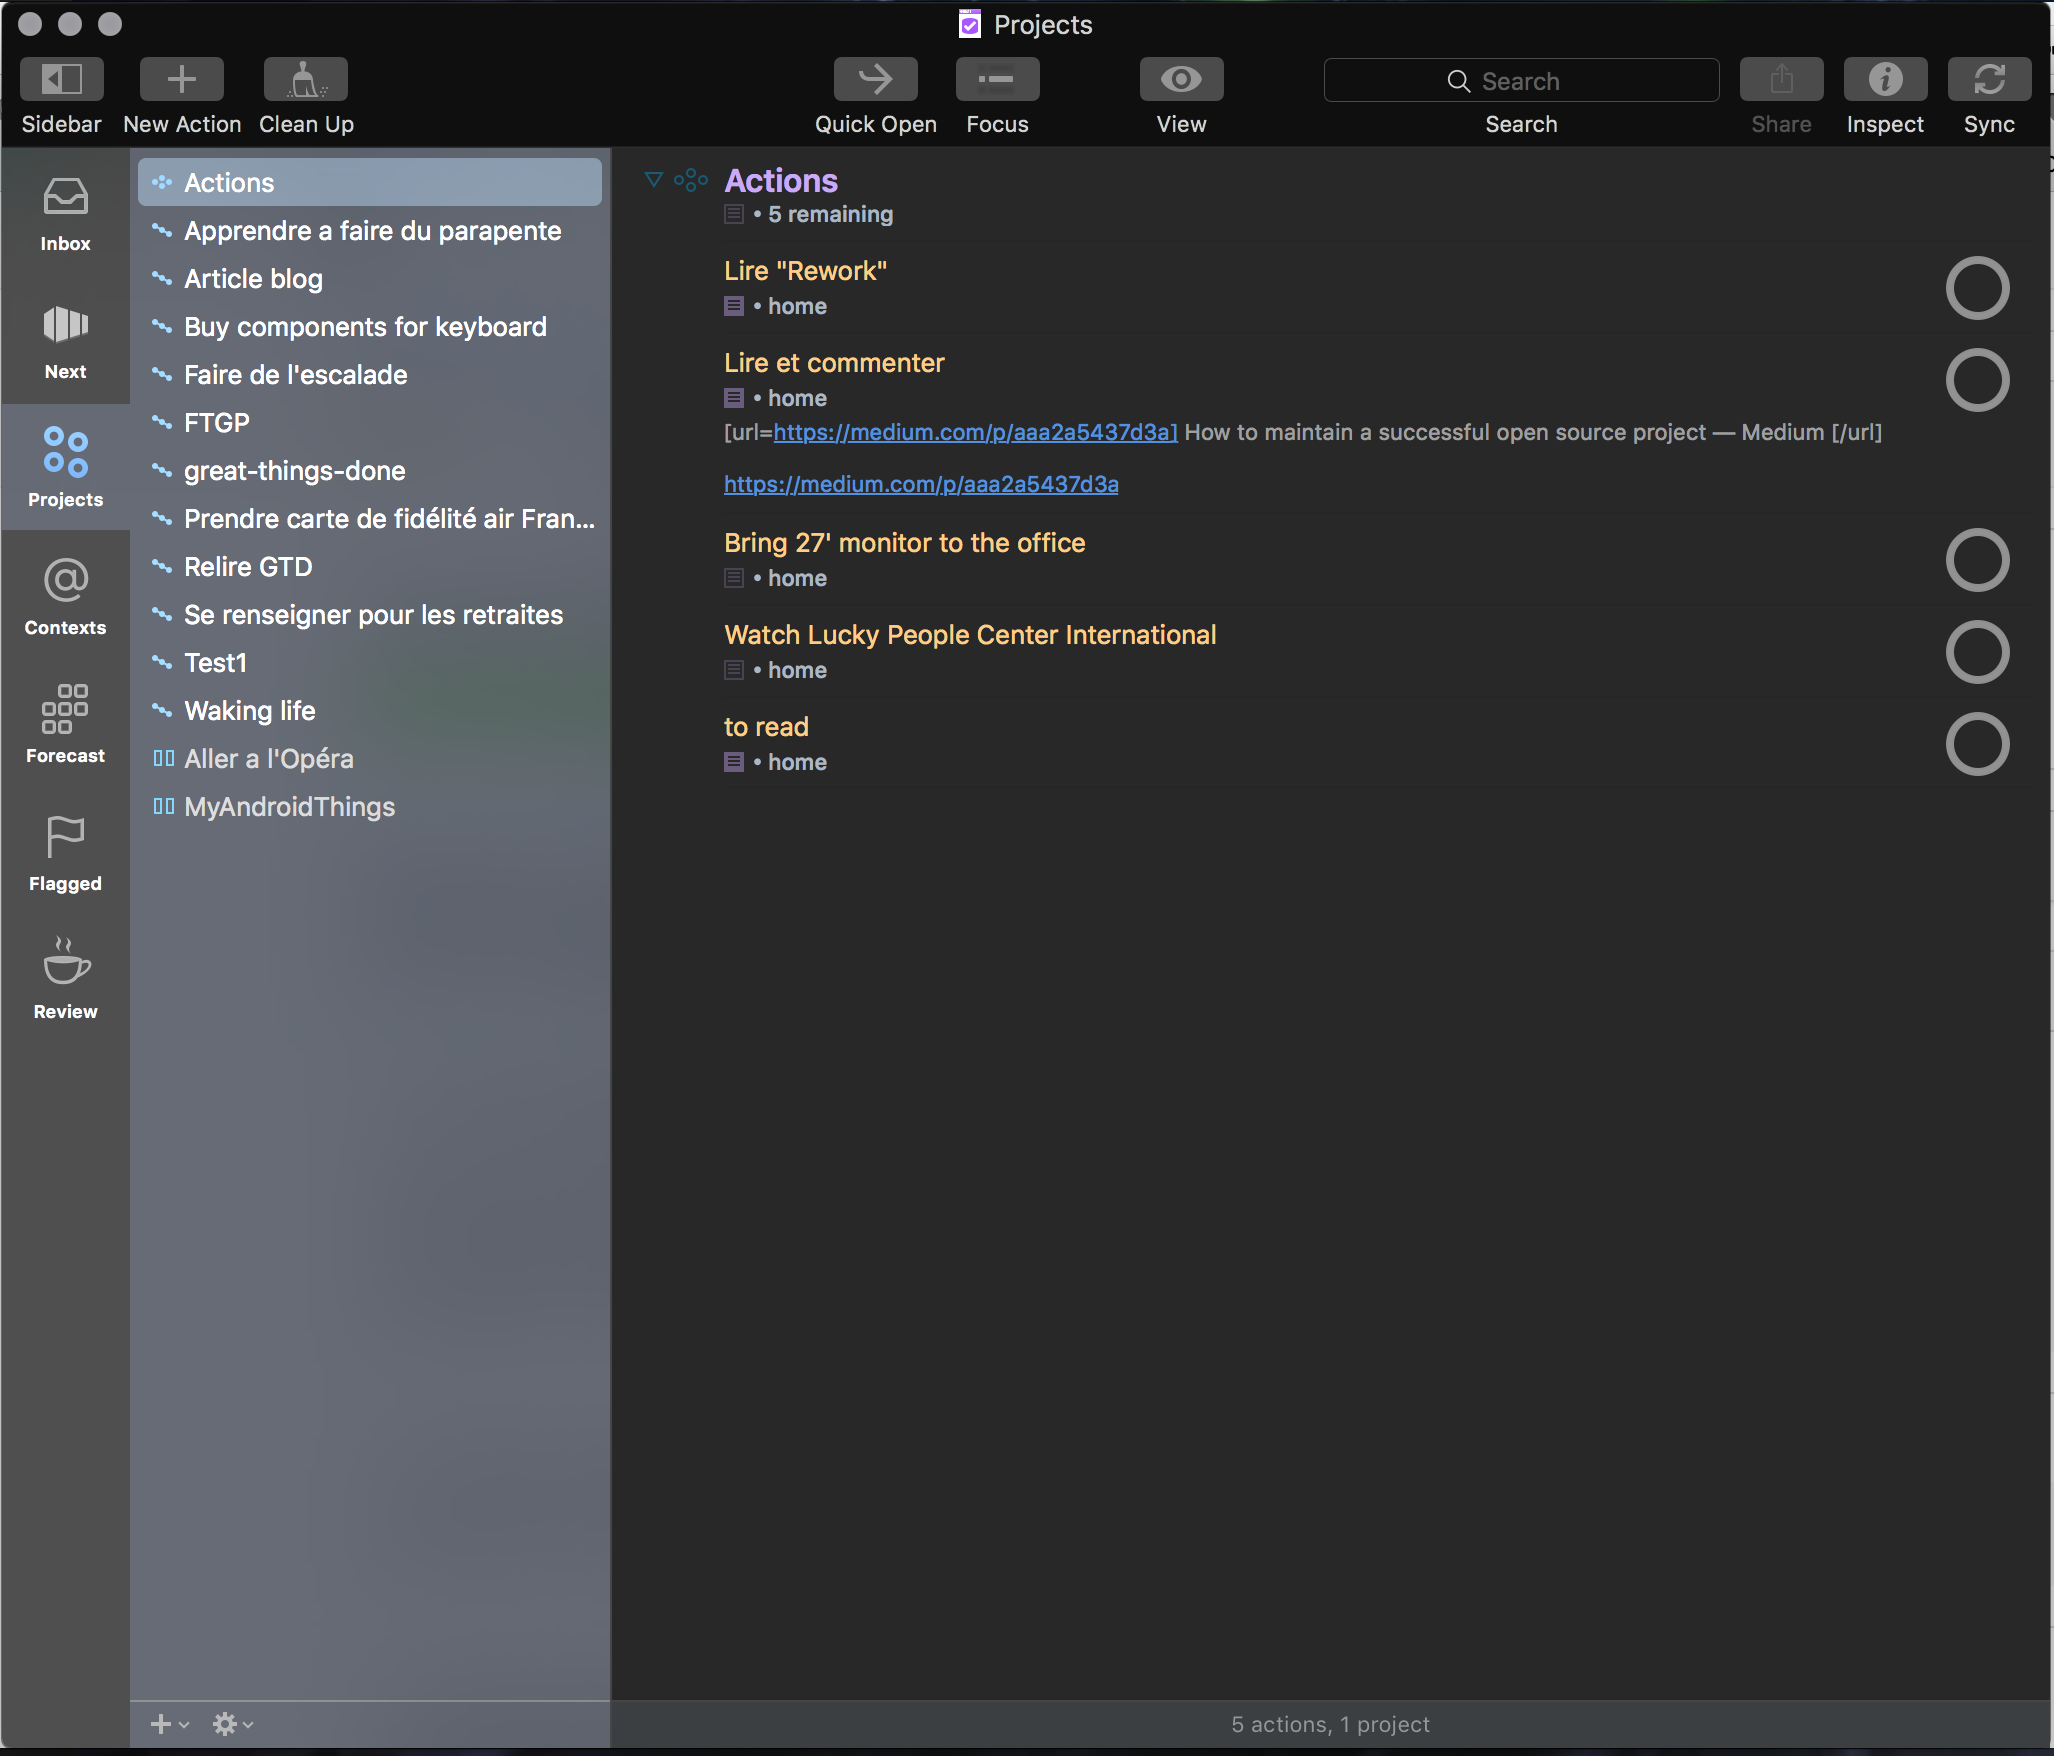 Projects
Sidebar
New Action
Clean Up
Quick Open
Focus
View
Search
Search
Share
Inspect
Sync
Inbox
Next
Projects
Contexts
Forecast
Flagged
Review
Actions
Apprendre a faire du parapente
Article blog
Buy components for keyboard
Faire de l'escalade
FTGP
great-things-done
Prendre carte de fidélité air Fran...
Relire GTD
Se renseigner pour les retraites
Test1
Waking life
Aller a l'Opéra
MyAndroidThings
Actions
• 5 remaining
Lire "Rework"
• home
Lire et commenter
• home
[url=https://medium.com/p/aaa2a5437d3a] How to maintain a successful open source project — Medium [/url]
https://medium.com/p/aaa2a5437d3a
Bring 27' monitor to the office
• home
Watch Lucky People Center International
• home
to read
• home
5 actions, 1 project